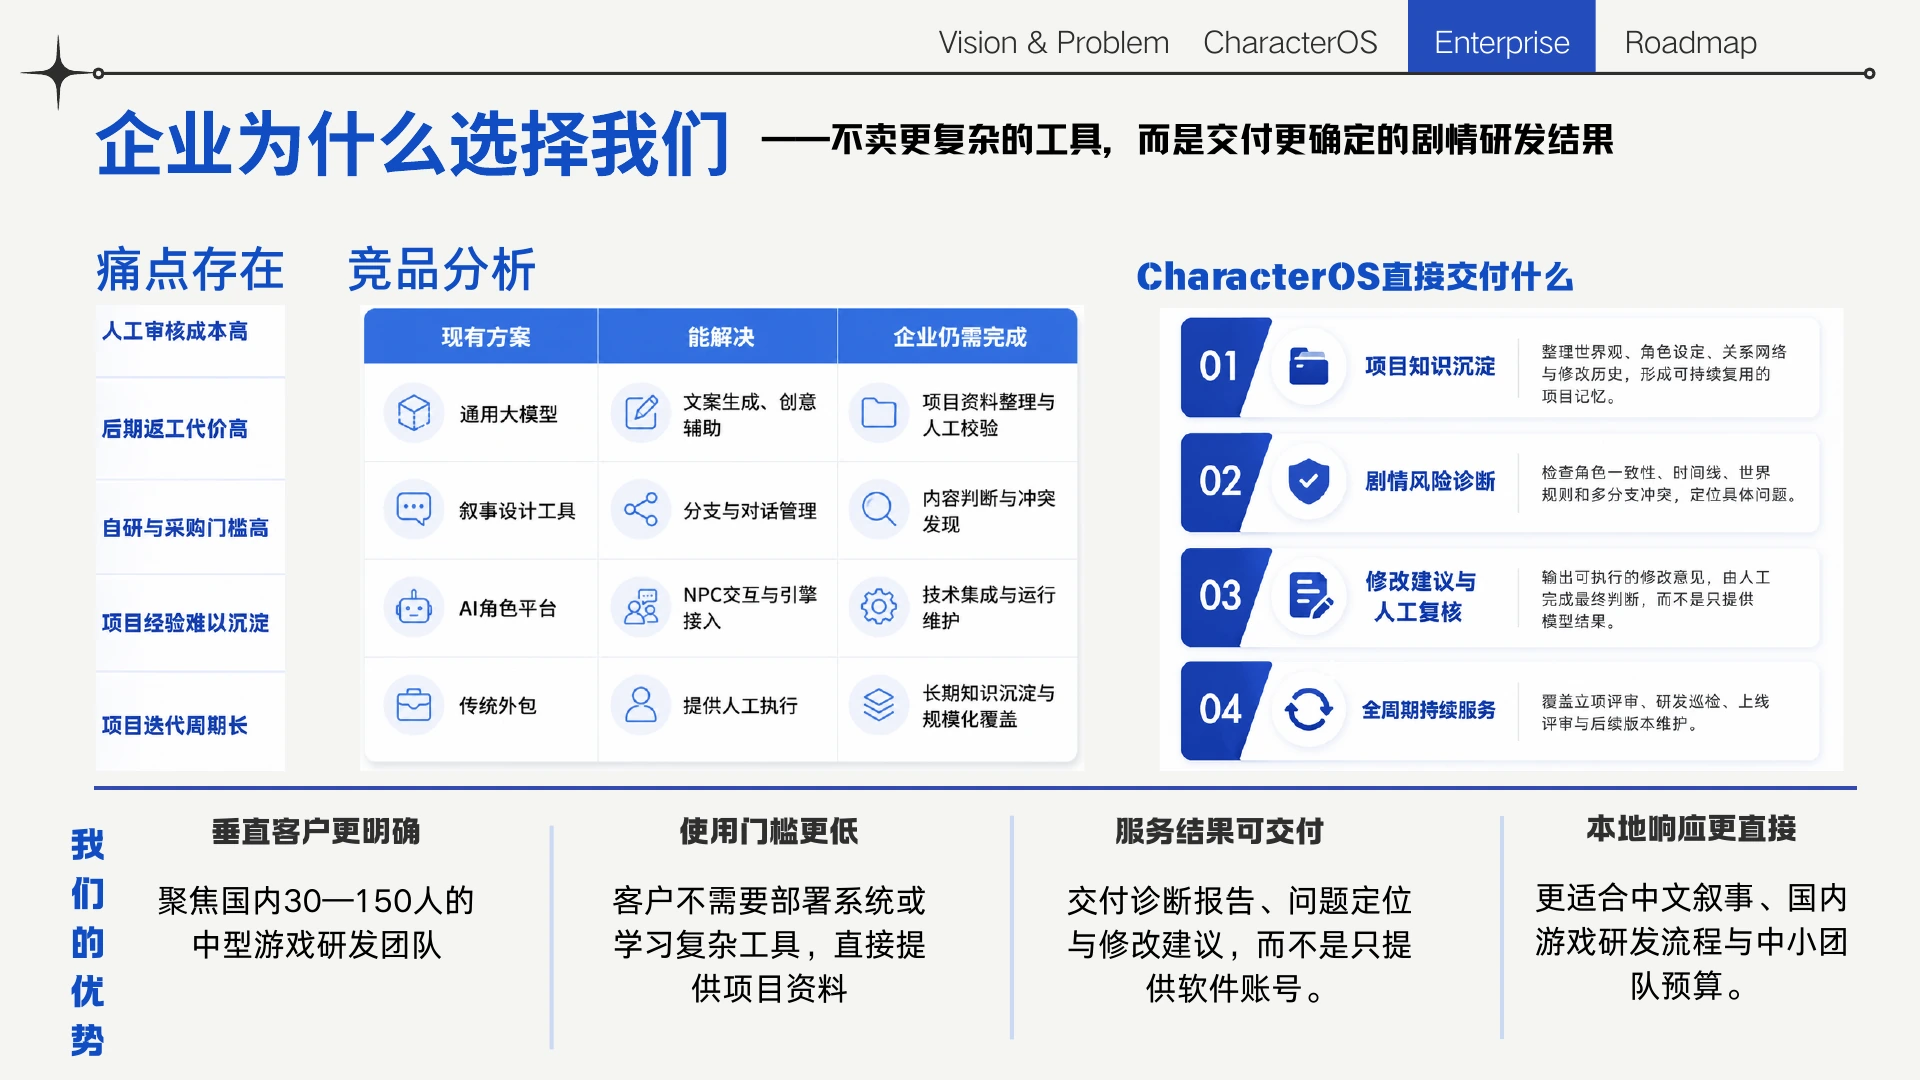 Vision & Problem
CharacterOS
Enterprise
Roadmap
企业为什么选择我们
——不卖更复杂的工具，而是交付更确定的剧情研发结果
痛点存在
人工审核成本高
后期返工代价高
自研与采购门槛高
项目经验难以沉淀
项目迭代周期长
竞品分析
现有方案
能解决
企业仍需完成
通用大模型
文案生成、创意
辅助
项目资料整理与
人工校验
叙事设计工具
分支与对话管理
内容判断与冲突
发现
AI角色平台
NPC交互与引擎
接入
技术集成与运行
维护
传统外包
提供人工执行
长期知识沉淀与
规模化覆盖
CharacterOS直接交付什么
01
项目知识沉淀
整理世界观、角色设定、关系网络
与修改历史，形成可持续复用的
项目记忆。
02
剧情风险诊断
检查角色一致性、时间线、世界
规则和多分支冲突，定位具体问题。
03
修改建议与
人工复核
输出可执行的修改意见，由人工
完成最终判断，而不是只提供
模型结果。
04
全周期持续服务
覆盖立项评审、研发巡检、上线
评审与后续版本维护。
我
们
的
优
势
垂直客户更明确
聚焦国内30—150人的
中型游戏研发团队
使用门槛更低
客户不需要部署系统或
学习复杂工具，直接提
供项目资料
服务结果可交付
交付诊断报告、问题定位
与修改建议，而不是只提
供软件账号。
本地响应更直接
更适合中文叙事、国内
游戏研发流程与中小团
队预算。